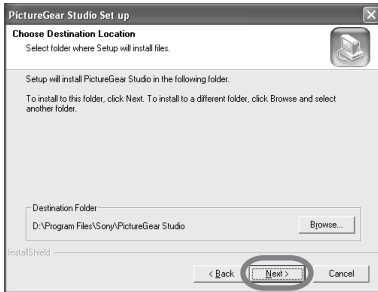 PictureGear Studio Set up
Choose Destination Location
Select folder where Setup will install files.
Setup will install PictureGear Studio in the following folder.
To install to this folder, click Next. To install to a different folder, click Browse and select
another folder.
Destination Folder
D:\Program Files\Sony\PictureGear Studio
Browse...
InstallShield
< Back
Next >
Cancel